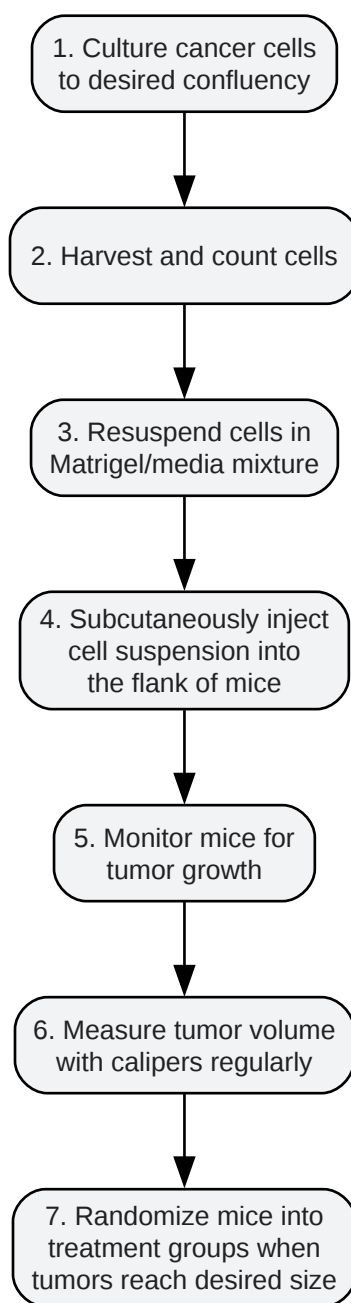 1. Culture cancer cells
to desired confluency
2. Harvest and count cells
3. Resuspend cells in
Matrigel/media mixture
4. Subcutaneously inject
cell suspension into
the flank of mice
5. Monitor mice for
tumor growth
6. Measure tumor volume
with calipers regularly
7. Randomize mice into
treatment groups when
tumors reach desired size